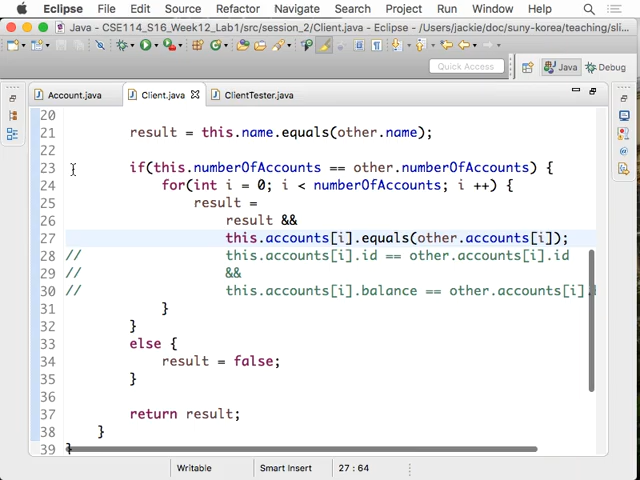 Eclipse File Edit Source Refactor Navigate Search Project Run Window Help
Java - CSE114_S16_Week12_Lab1/src/session_2/Client.java - Eclipse - /Users/jackie/doc/suny-korea/teaching/sli
Quick Access Java Debug
Account.java Client.java ClientTester.java
20
21 result = this.name.equals(other.name);
22
23 if(this.numberOfAccounts == other.numberOfAccounts) {
24 for(int i = 0; i < numberOfAccounts; i ++) {
25 result =
26 result &&
27 this.accounts[i].equals(other.accounts[i]);
28 // this.accounts[i].id == other.accounts[i].id
29 // &&
30 // this.accounts[i].balance == other.accounts[i].
31 }
32 }
33 else {
34 result = false;
35 }
36
37 return result;
38 }
39 }
Writable Smart Insert 27 : 64